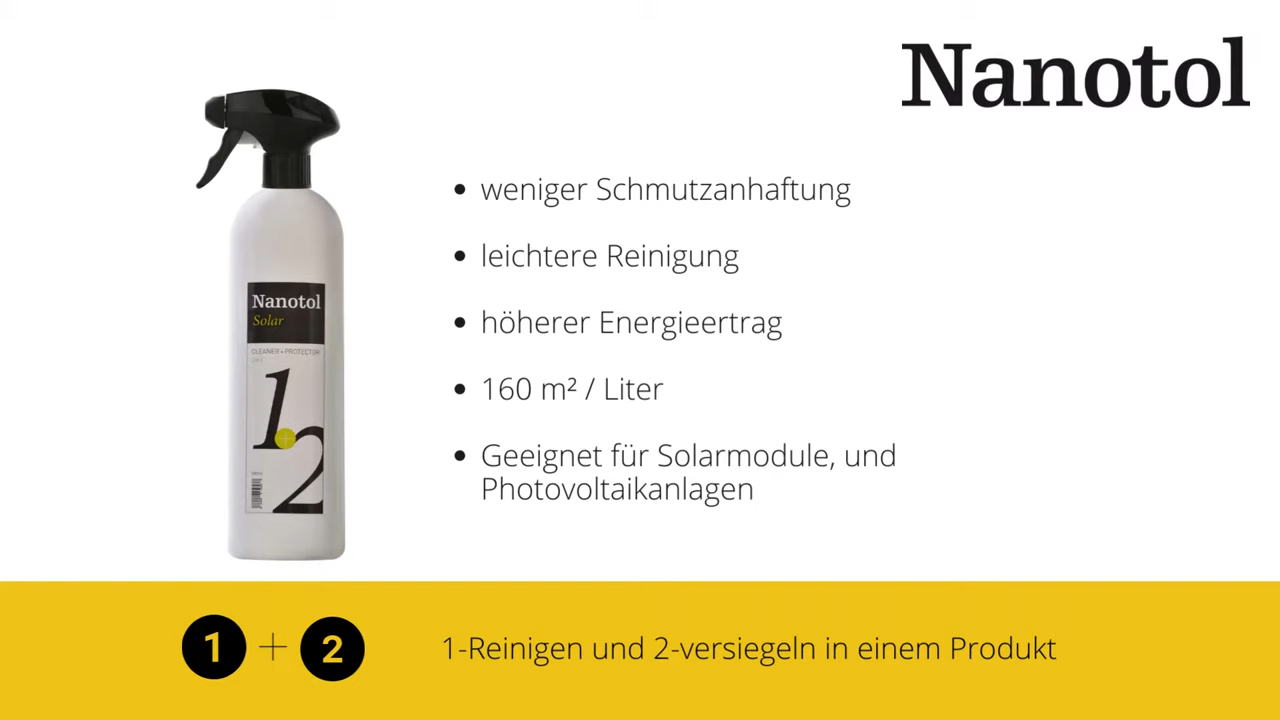 Nanotol
weniger Schmutzanhaftung
leichtere Reinigung
höherer Energieertrag
160 m² / Liter
Geeignet für Solarmodule, und
Photovoltaikanlagen
Nanotol
Solar
CLEANER + PROTECTOR
1+2
1 + 2
1-Reinigen und 2-versiegeln in einem Produkt